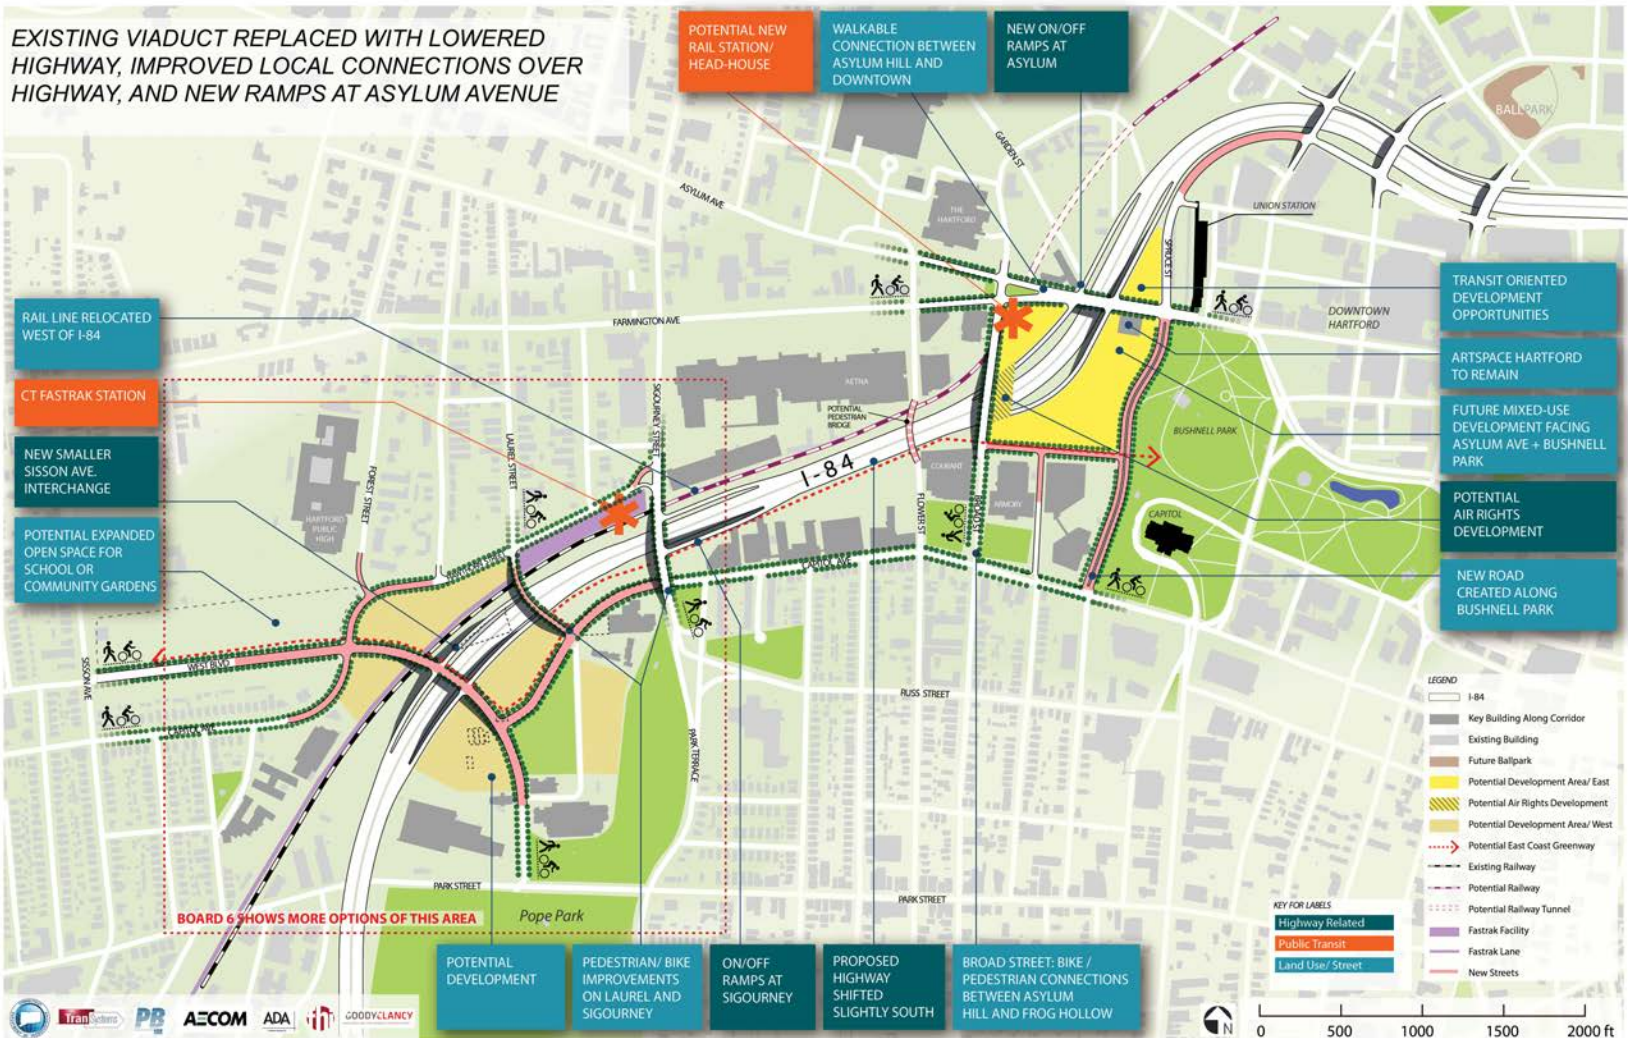 EXISTING VIADUCT REPLACED WITH LOWERED
HIGHWAY, IMPROVED LOCAL CONNECTIONS OVER
HIGHWAY, AND NEW RAMPS AT ASYLUM AVENUE
POTENTIAL NEW
RAIL STATION/
HEAD-HOUSE
WALKABLE
CONNECTION BETWEEN
ASYLUM HILL AND
DOWNTOWN
NEW ON/OFF
RAMPS AT
ASYLUM
BALLPARK
GARDEN ST
ASYLUM AVE
THE
HARTFORD
UNION STATION
SPRUCE ST
RAIL LINE RELOCATED
WEST OF I-84
CT FASTRAK STATION
NEW SMALLER
SISSON AVE.
INTERCHANGE
POTENTIAL EXPANDED
OPEN SPACE FOR
SCHOOL OR
COMMUNITY GARDENS
TRANSIT ORIENTED
DEVELOPMENT
OPPORTUNITIES
ARTSPACE HARTFORD
TO REMAIN
FUTURE MIXED-USE
DEVELOPMENT FACING
ASYLUM AVE + BUSHNELL
PARK
POTENTIAL
AIR RIGHTS
DEVELOPMENT
NEW ROAD
CREATED ALONG
BUSHNELL PARK
DOWNTOWN
HARTFORD
FARMINGTON AVE
AETNA
POTENTIAL
PEDESTRIAN
BRIDGE
SIGOURNEY STREET
LAUREL STREET
FOREST STREET
HARTFORD
PUBLIC
HIGH
I-84
COURANT
ARMORY
FLOWER ST
BROAD ST
BUSHNELL PARK
CAPITOL
CAPITOL AVE
WEST BLVD
SISSON AVE
CAPITOL AVE
RUSS STREET
PARK TERRACE
PARK STREET
PARK STREET
Pope Park
BOARD 6 SHOWS MORE OPTIONS OF THIS AREA
POTENTIAL
DEVELOPMENT
PEDESTRIAN/ BIKE
IMPROVEMENTS
ON LAUREL AND
SIGOURNEY
ON/OFF
RAMPS AT
SIGOURNEY
PROPOSED
HIGHWAY
SHIFTED
SLIGHTLY SOUTH
BROAD STREET: BIKE /
PEDESTRIAN CONNECTIONS
BETWEEN ASYLUM
HILL AND FROG HOLLOW
LEGEND
I-84
Key Building Along Corridor
Existing Building
Future Ballpark
Potential Development Area/ East
Potential Air Rights Development
Potential Development Area/ West
Potential East Coast Greenway
Existing Railway
Potential Railway
Potential Railway Tunnel
Fastrak Facility
Fastrak Lane
New Streets
KEY FOR LABELS
Highway Related
Public Transit
Land Use/ Street
TranSystems
PB
AECOM
ADA
fhi
GOODYCLANCY
N
0 500 1000 1500 2000 ft